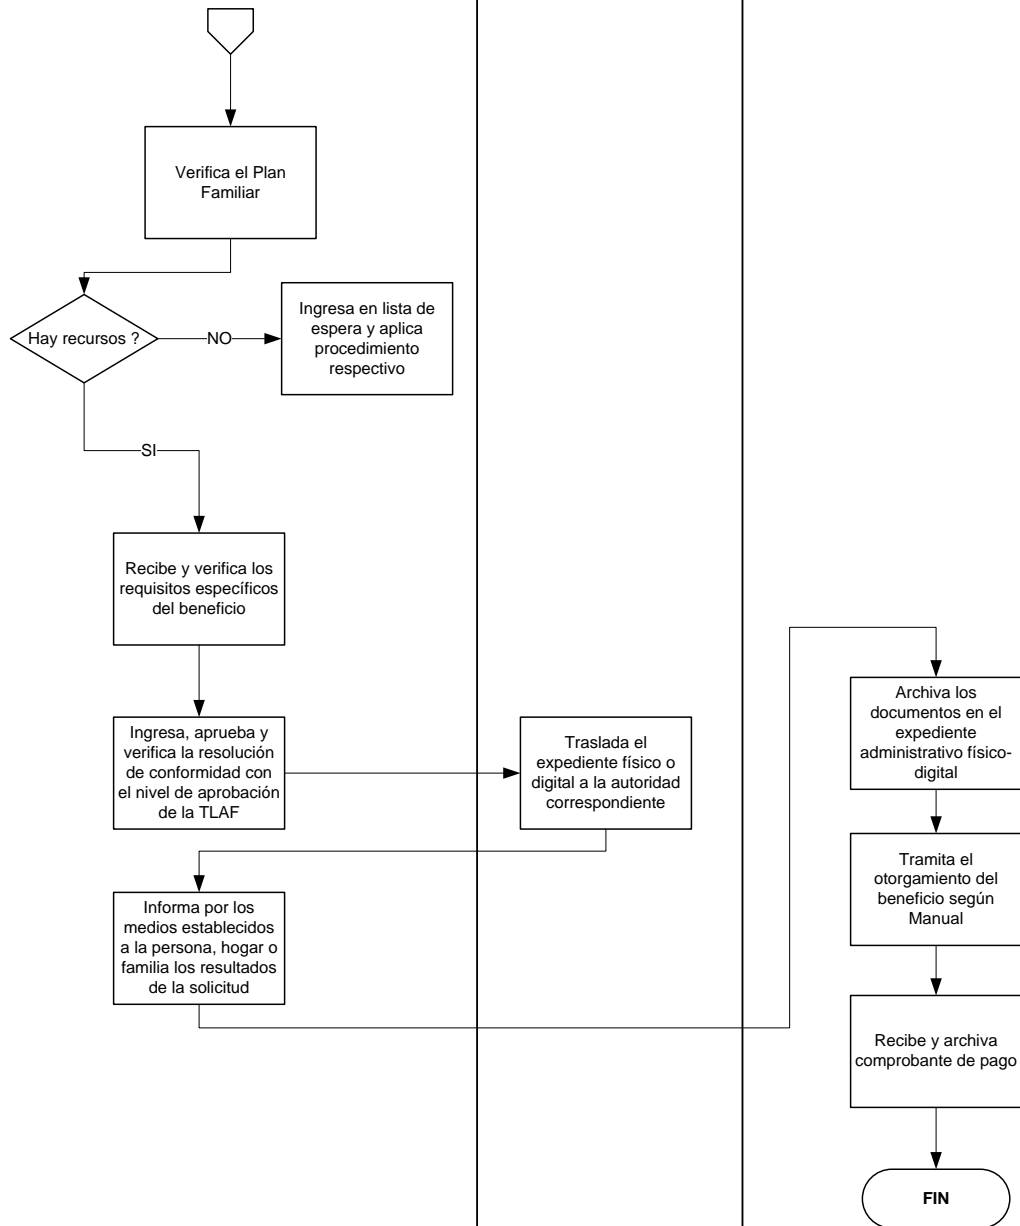 Verifica el Plan
Familiar
Hay recursos ?
NO
Ingresa en lista de
espera y aplica
procedimiento
respectivo
SI
Recibe y verifica los
requisitos específicos
del beneficio
Ingresa, aprueba y
verifica la resolución
de conformidad con
el nivel de aprobación
de la TLAF
Traslada el
expediente físico o
digital a la autoridad
correspondiente
Informa por los
medios establecidos
a la persona, hogar o
familia los resultados
de la solicitud
Archiva los
documentos en el
expediente
administrativo físico-
digital
Tramita el
otorgamiento del
beneficio según
Manual
Recibe y archiva
comprobante de pago
FIN